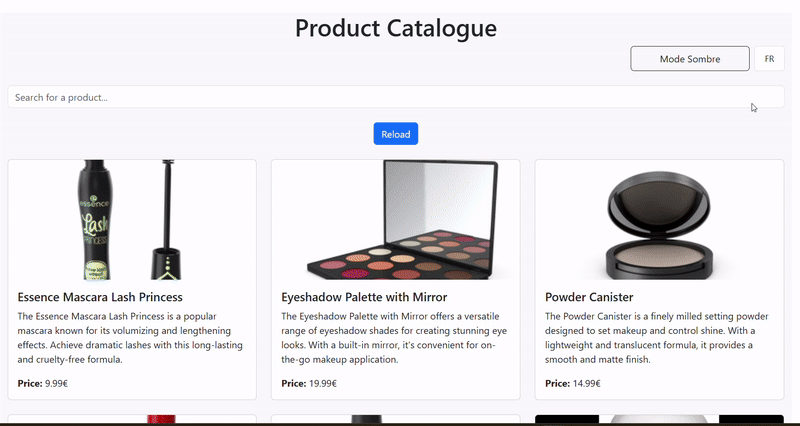 Product Catalogue
Mode Sombre
FR
Search for a product...
Reload
essence
Lash
PRINCESS
Essence Mascara Lash Princess
The Essence Mascara Lash Princess is a popular
mascara known for its volumizing and lengthening
effects. Achieve dramatic lashes with this long-lasting
and cruelty-free formula.
Price: 9.99€
Eyeshadow Palette with Mirror
The Eyeshadow Palette with Mirror offers a versatile
range of eyeshadow shades for creating stunning eye
looks. With a built-in mirror, it's convenient for on-
the-go makeup application.
Price: 19.99€
Powder Canister
The Powder Canister is a finely milled setting powder
designed to set makeup and control shine. With a
lightweight and translucent formula, it provides a
smooth and matte finish.
Price: 14.99€